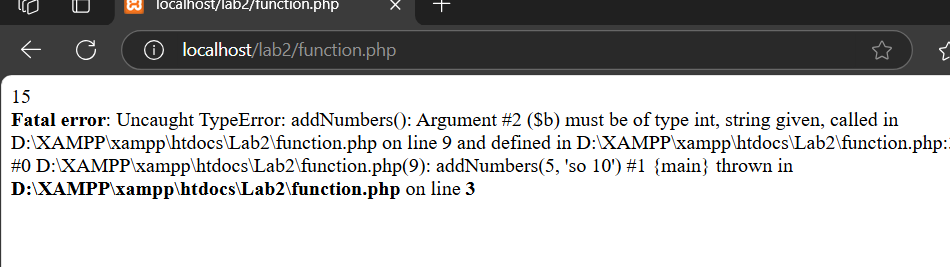 localhost/lab2/function.php
localhost/lab2/function.php
15
Fatal error: Uncaught TypeError: addNumbers(): Argument #2 ($b) must be of type int, string given, called in
D:\XAMPP\xampp\htdocs\Lab2\function.php on line 9 and defined in D:\XAMPP\xampp\htdocs\Lab2\function.php:
#0 D:\XAMPP\xampp\htdocs\Lab2\function.php(9): addNumbers(5, 'so 10') #1 {main} thrown in
D:\XAMPP\xampp\htdocs\Lab2\function.php on line 3